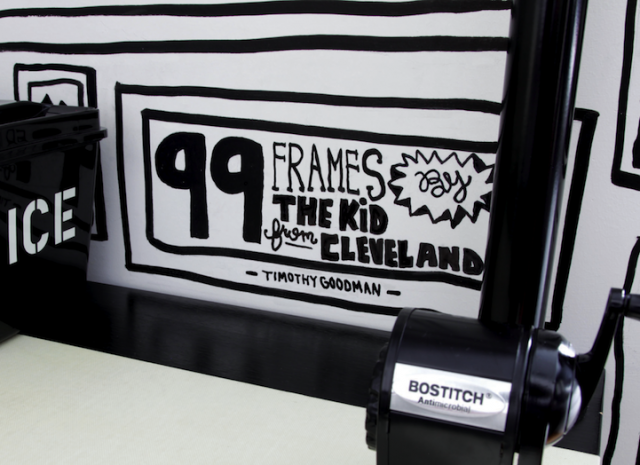 99 FRAMES By
THE KiD
from CLEVELAND
– TIMOTHY GOODMAN –
ICE
BOSTITCH®
Antimicrobial